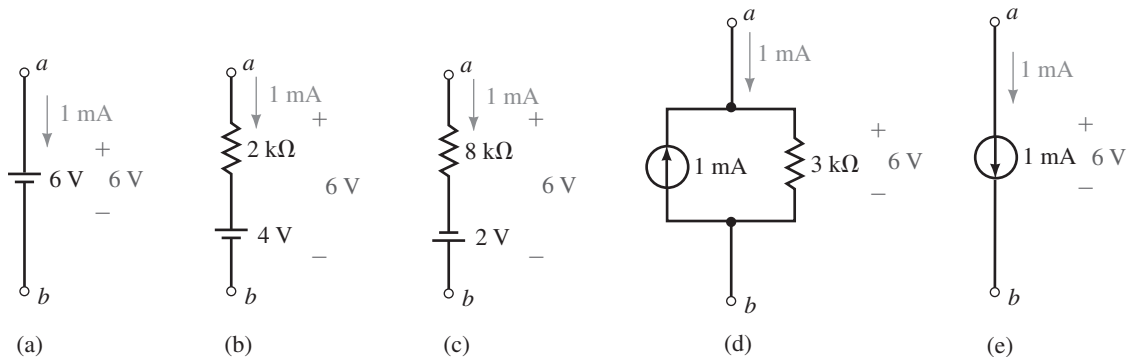 a
1 mA
+
6 V 6 V
−
b
(a)
a
1 mA
+
2 kΩ
6 V
4 V
−
b
(b)
a
1 mA
+
8 kΩ
6 V
2 V
−
b
(c)
a
1 mA
+
1 mA 3 kΩ 6 V
−
b
(d)
a
1 mA
+
1 mA 6 V
−
b
(e)